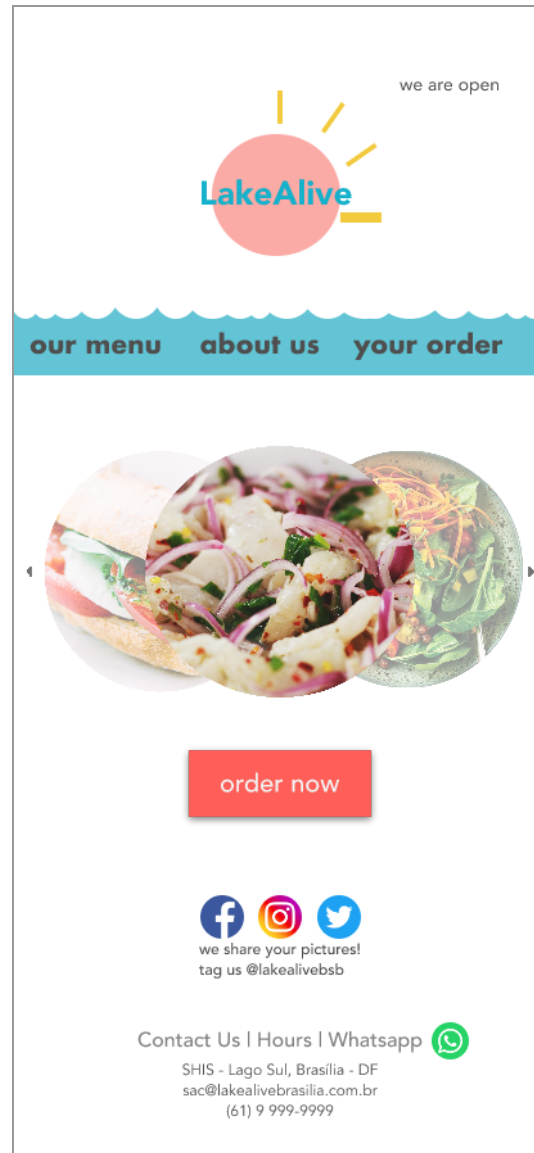 we are open
LakeAlive
our menu about us your order
order now
we share your pictures!
tag us @lakealivebsb
Contact Us | Hours | Whatsapp
SHIS - Lago Sul, Brasília - DF
sac@lakealivebrasilia.com.br
(61) 9 999-9999